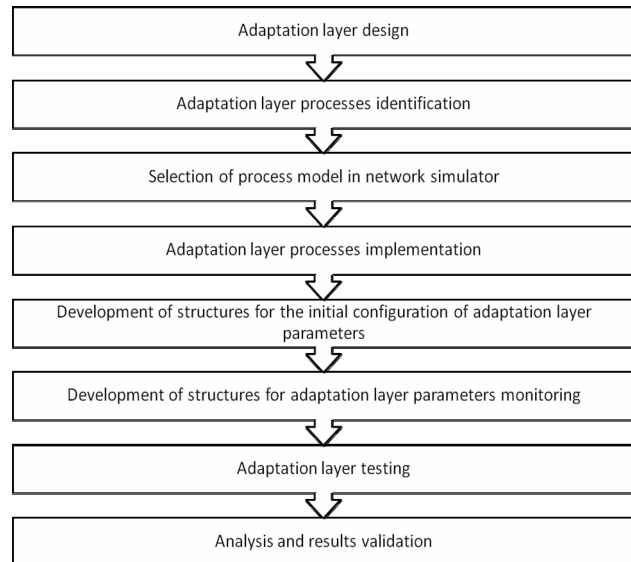 Adaptation layer design
Adaptation layer processes identification
Selection of process model in network simulator
Adaptation layer processes implementation
Development of structures for the initial configuration of adaptation layer
parameters
Development of structures for adaptation layer parameters monitoring
Adaptation layer testing
Analysis and results validation